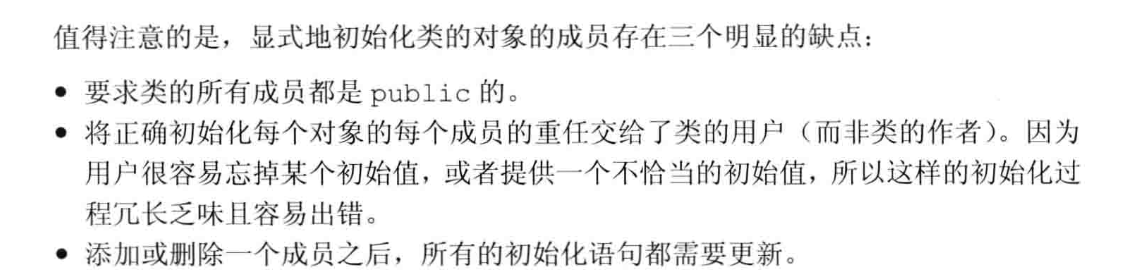 值得注意的是，显式地初始化类的对象的成员存在三个明显的缺点：
● 要求类的所有成员都是 public 的。
● 将正确初始化每个对象的每个成员的重任交给了类的用户（而非类的作者）。因为
用户很容易忘掉某个初始值，或者提供一个不恰当的初始值，所以这样的初始化过
程冗长乏味且容易出错。
● 添加或删除一个成员之后，所有的初始化语句都需要更新。